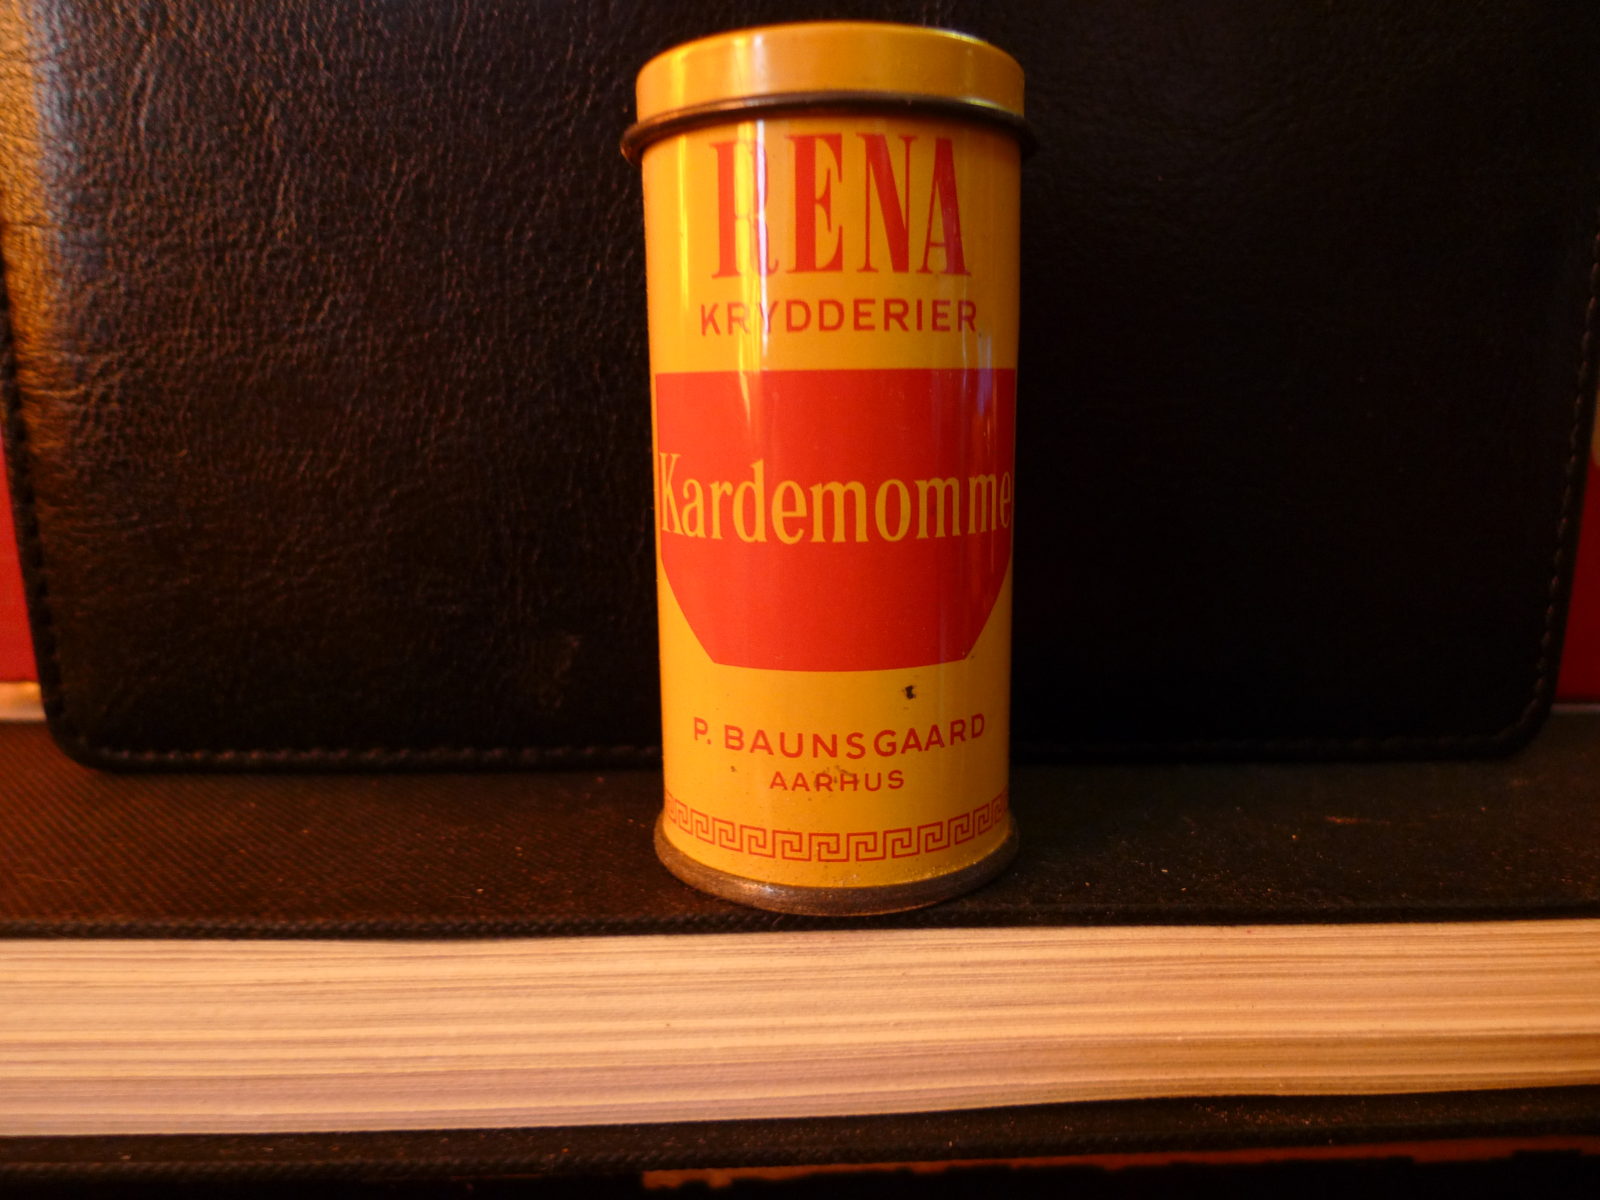 RENA
KRYDDERIER
Kardemomme
P. BAUNSGAARD
AARHUS